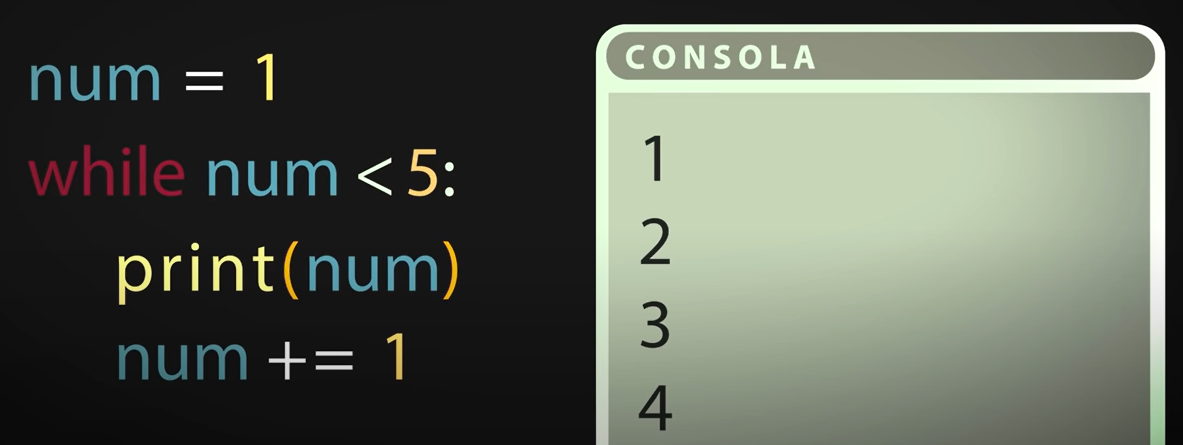 num = 1
while num < 5:
print(num)
num += 1
CONSOLA
1
2
3
4